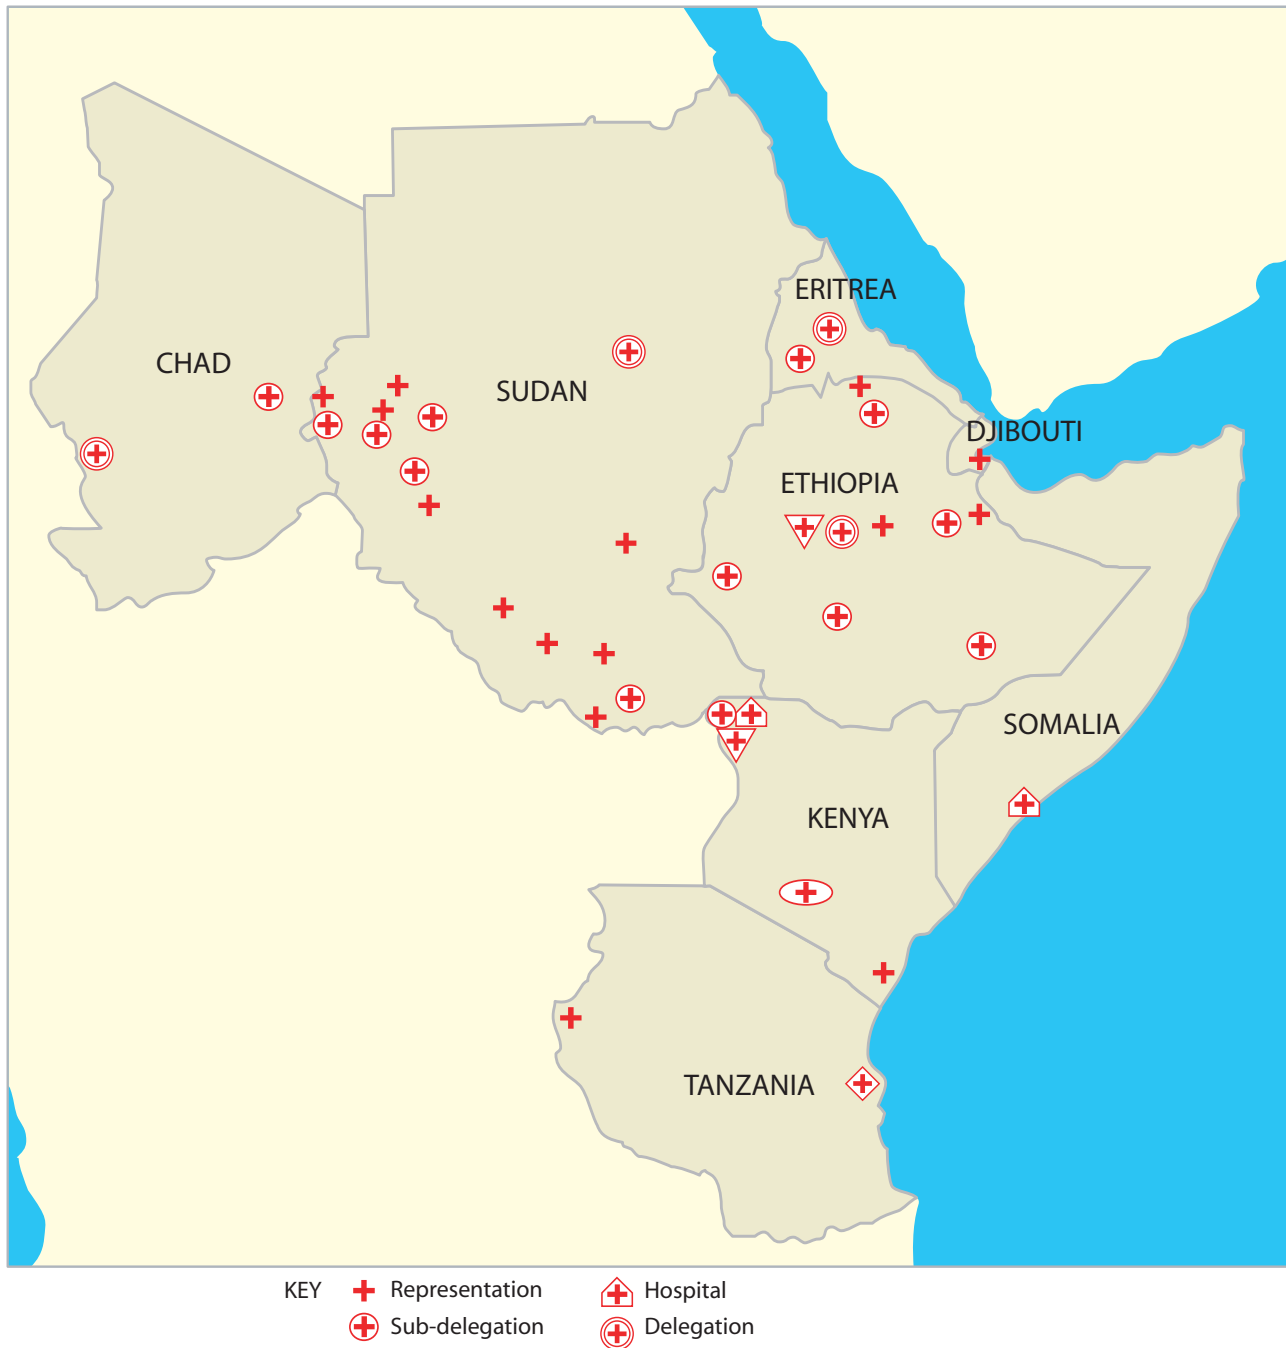 ERITREA
CHAD
SUDAN
DJIBOUTI
ETHIOPIA
SOMALIA
KENYA
TANZANIA
KEY
Representation
Hospital
Sub-delegation
Delegation